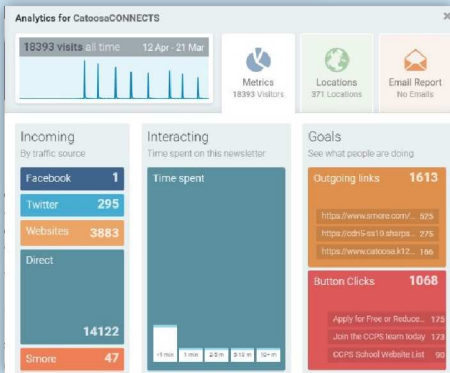 Analytics for CatoosaCONNECTS
18393 visits all time 12 Apr - 21 Mar
Metrics
18393 Visitors
Locations
371 Locations
Email Report
No Emails
Incoming
By traffic source
Facebook 1
Twitter 295
Websites 3883
Direct
14122
Smore 47
Interacting
Time spent on this newsletter
Time spent
<1 min 1 min 2-5 m 5-10 m 10+ m
Goals
See what people are doing
Outgoing links 1613
https://www.smore.com/... 525
https://cdn5-ss10.sharps... 275
https://www.catoosa.k12... 166
Button Clicks 1068
Apply for Free or Reduce... 175
Join the CCPS team today 173
CCPS School Website List 90